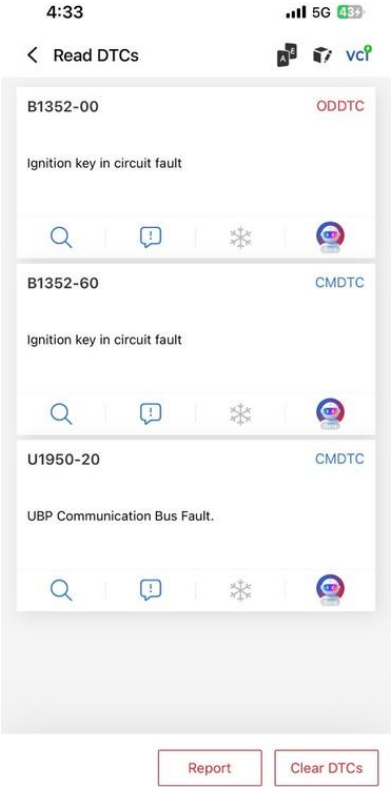 4:33
5G 43
Read DTCs
A E
VCI
B1352-00
ODDTC
Ignition key in circuit fault
B1352-60
CMDTC
Ignition key in circuit fault
U1950-20
CMDTC
UBP Communication Bus Fault.
Report
Clear DTCs